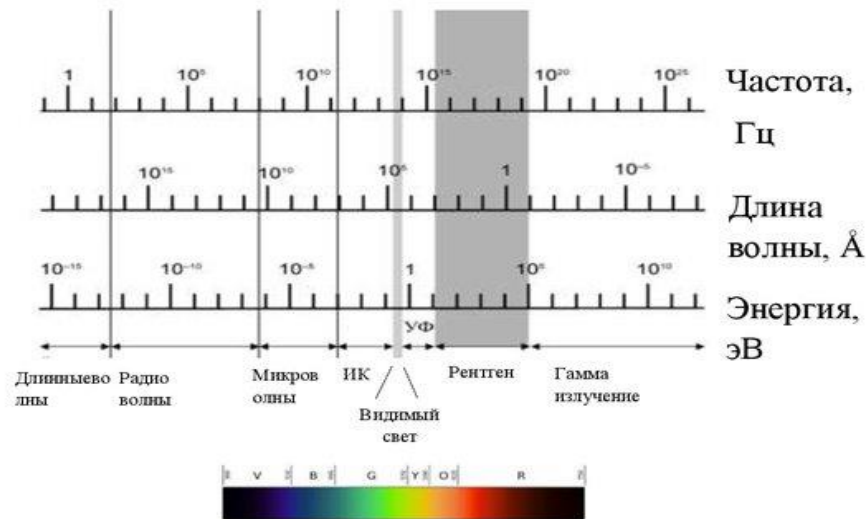 1 10⁵ 10¹⁰ 10¹⁵ 10²⁰ 10²⁵
Частота,
Гц
10¹⁵ 10¹⁰ 10⁵ 1 10⁻⁵
Длина
волны, Å
10⁻¹⁵ 10⁻¹⁰ 10⁻⁵ 1 10⁵ 10¹⁰
Энергия,
эВ
УФ
Длинныево
лны
Радио
волны
Микров
олны
ИК
Видимый
свет
Рентген
Гамма
излучение
V B G Y O R